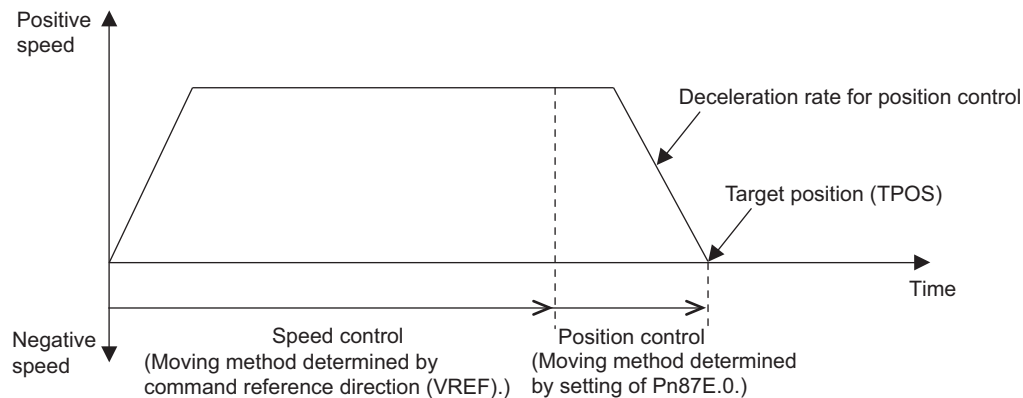 Positive
speed
Deceleration rate for position control
Target position (TPOS)
Time
Negative
speed
Speed control
(Moving method determined by
command reference direction (VREF).)
Position control
(Moving method determined
by setting of Pn87E.0.)